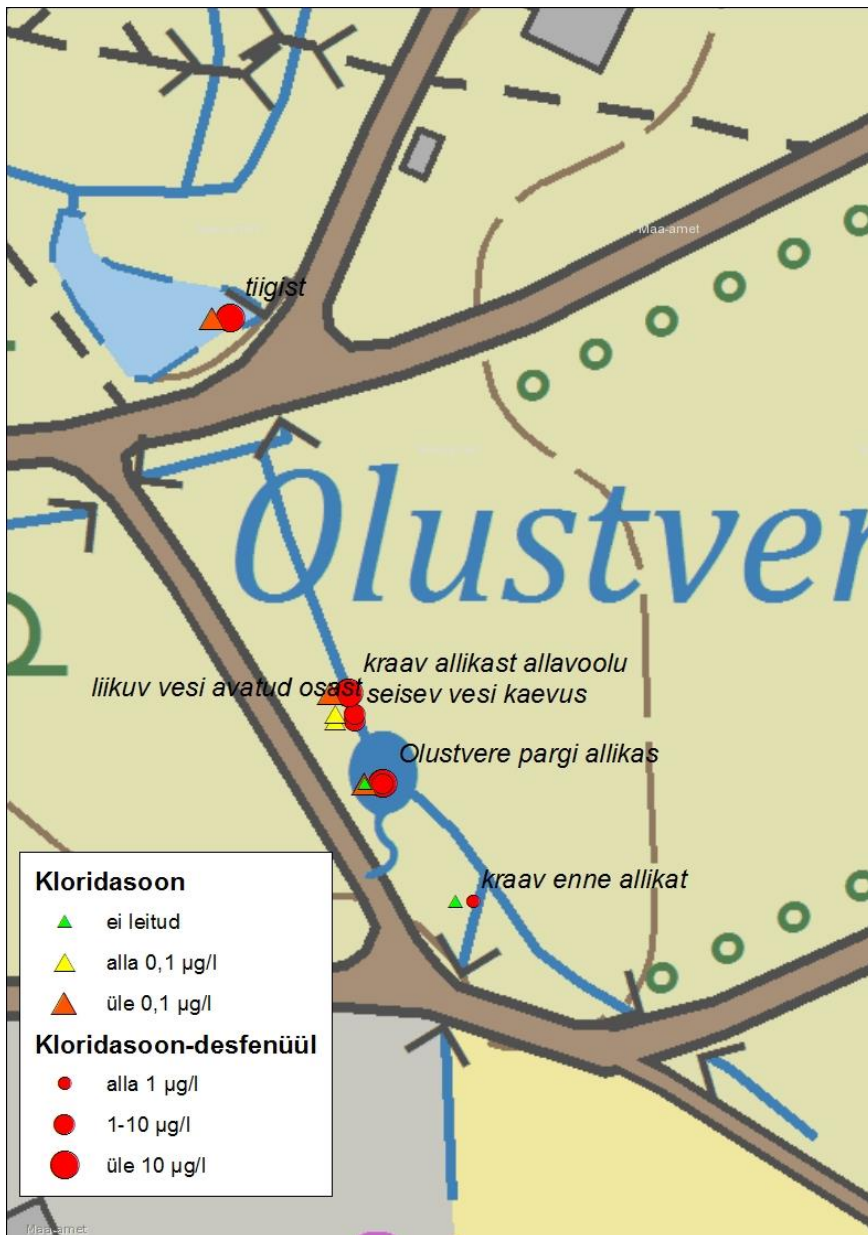 Maa-amet
tiigist
Olustver
kraav allikast allavoolu
liikuv vesi avatud osast
seisev vesi kaevus
Olustvere pargi allikas
kraav enne allikat
Kloridasoon
ei leitud
alla 0,1 µg/l
üle 0,1 µg/l
Kloridasoon-desfenüül
alla 1 µg/l
1-10 µg/l
üle 10 µg/l
Maa-amet